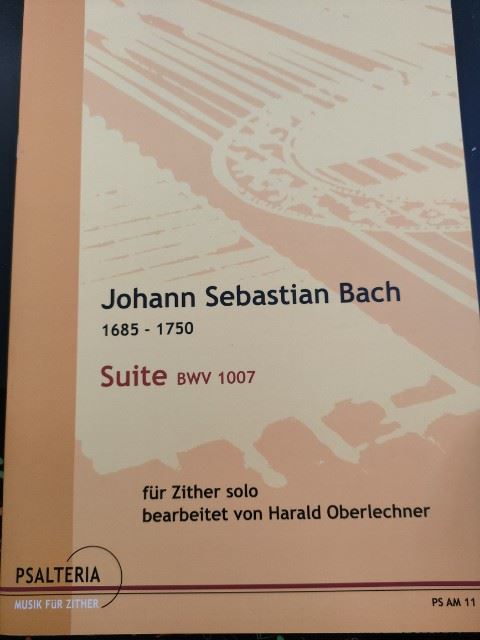 Johann Sebastian Bach
1685 - 1750
Suite BWV 1007
für Zither solo
bearbeitet von Harald Oberlechner
PSALTERIA
MUSIK FÜR ZITHER
PS AM 11